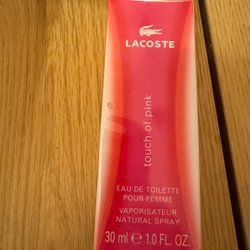 LACOSTE
touch of pink
EAU DE TOILETTE
POUR FEMME
VAPORISATEUR
NATURAL SPRAY
30 ml e 1.0 FL. OZ.